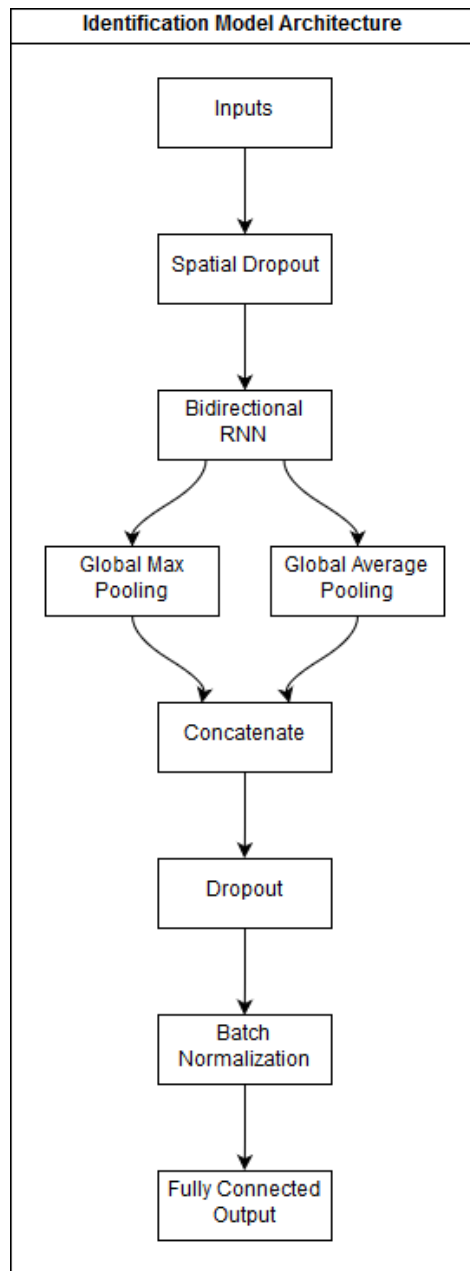 Identification Model Architecture
Inputs
Spatial Dropout
Bidirectional
RNN
Global Max
Pooling
Global Average
Pooling
Concatenate
Dropout
Batch
Normalization
Fully Connected
Output